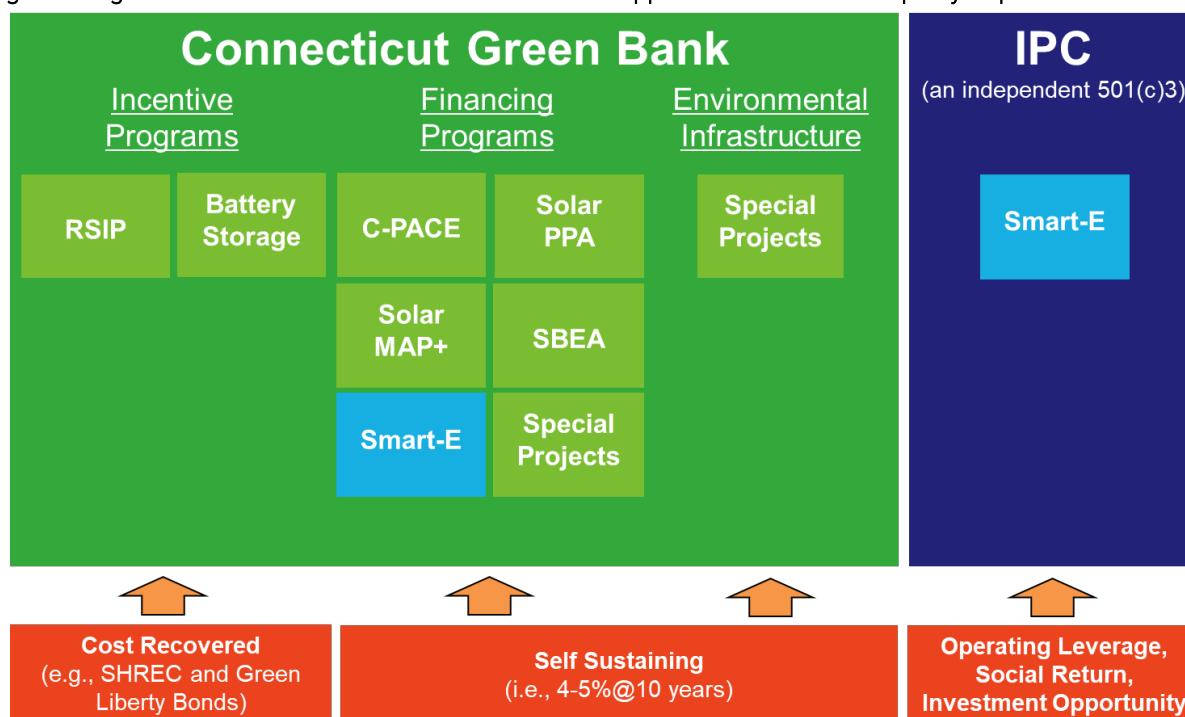 Connecticut Green Bank
Incentive
Programs
Financing
Programs
Environmental
Infrastructure
RSIP
Battery
Storage
C-PACE
Solar
PPA
Special
Projects
Solar
MAP+
SBEA
Smart-E
Special
Projects
IPC
(an independent 501(c)3)
Smart-E
Cost Recovered
(e.g., SHREC and Green
Liberty Bonds)
Self Sustaining
(i.e., 4-5%@10 years)
Operating Leverage,
Social Return,
Investment Opportunity